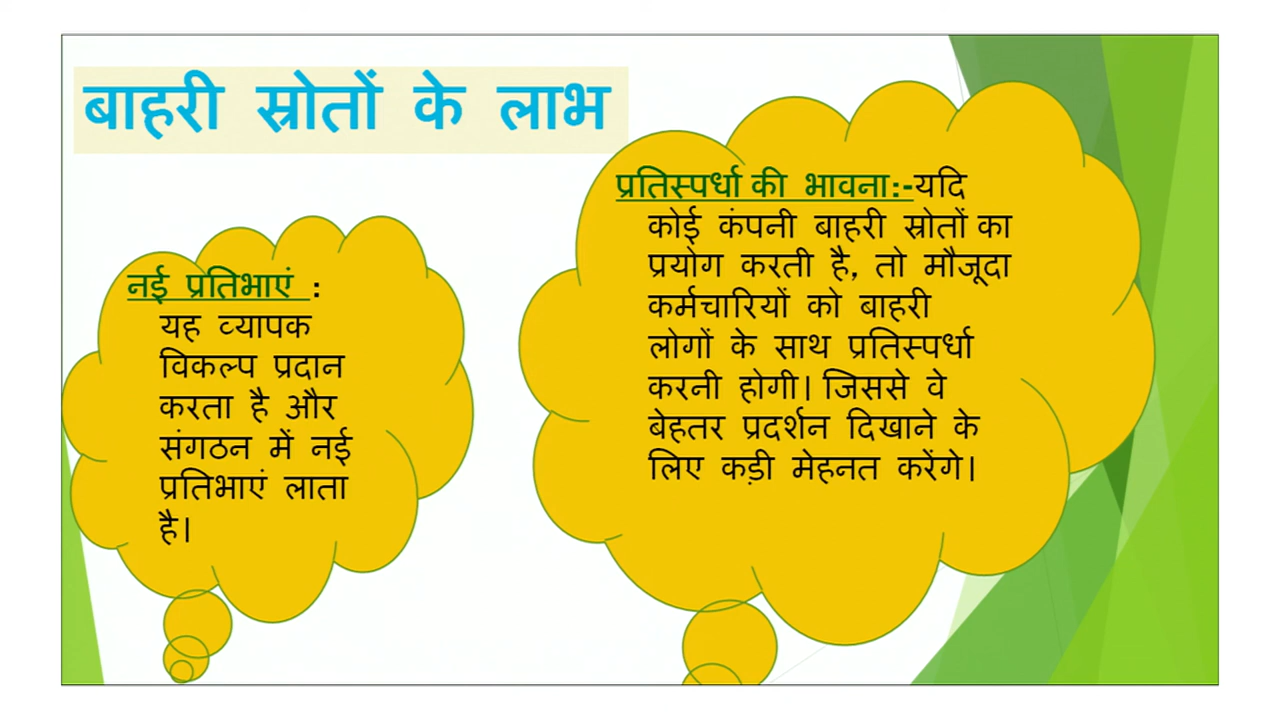 बाहरी स्रोतों के लाभ
नई प्रतिभाएं :
यह व्यापक
विकल्प प्रदान
करता है और
संगठन में नई
प्रतिभाएं लाता
है।
प्रतिस्पर्धा की भावना:-यदि
कोई कंपनी बाहरी स्रोतों का
प्रयोग करती है, तो मौजूदा
कर्मचारियों को बाहरी
लोगों के साथ प्रतिस्पर्धा
करनी होगी। जिससे वे
बेहतर प्रदर्शन दिखाने के
लिए कड़ी मेहनत करेंगे।